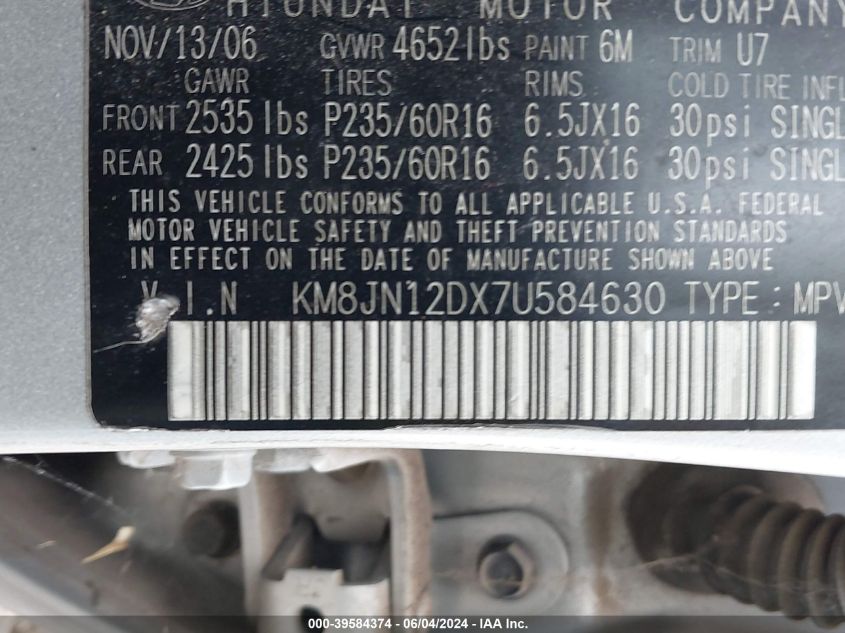 HYUNDAI MOTOR COMPANY
NOV/13/06 GVWR 4652lbs PAINT 6M TRIM U7
GAWR TIRES RIMS COLD TIRE INFL
FRONT 2535 lbs P235/60R16 6.5JX16 30psi SINGL
REAR 2425 lbs P235/60R16 6.5JX16 30psi SINGL
THIS VEHICLE CONFORMS TO ALL APPLICABLE U.S.A. FEDERAL
MOTOR VEHICLE SAFETY AND THEFT PREVENTION STANDARDS
IN EFFECT ON THE DATE OF MANUFACTURE SHOWN ABOVE
V.I.N KM8JN12DX7U584630 TYPE : MPV
000-39584374 - 06/04/2024 - IAA Inc.